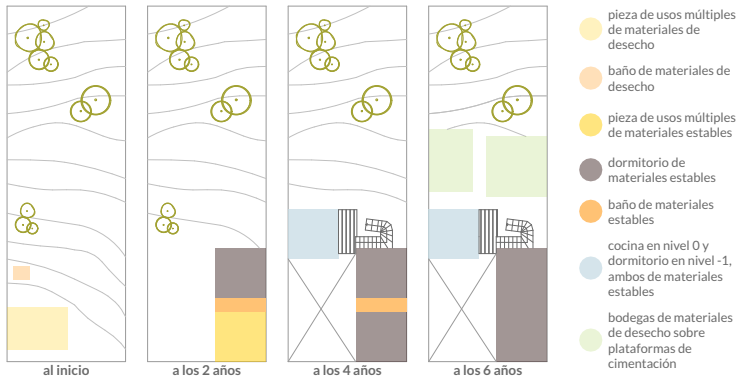 pieza de usos múltiples
de materiales de
desecho
baño de materiales de
desecho
pieza de usos múltiples
de materiales estables
dormitorio de
materiales estables
baño de materiales
estables
cocina en nivel 0 y
dormitorio en nivel -1,
ambos de materiales
estables
bodegas de materiales
de desecho sobre
plataformas de
cimentación
al inicio
a los 2 años
a los 4 años
a los 6 años